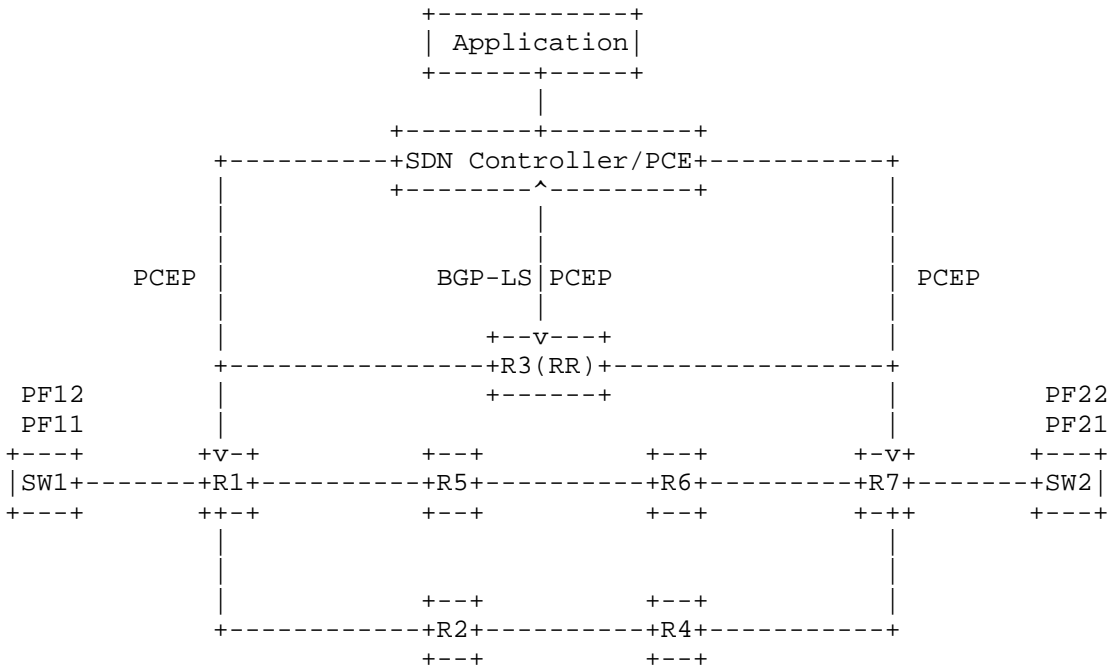 Application
SDN Controller/PCE
PCEP BGP-LS PCEP PCEP
R3(RR)
PF12 PF22
PF11 PF21
SW1 R1 R5 R6 R7 SW2
R2 R4